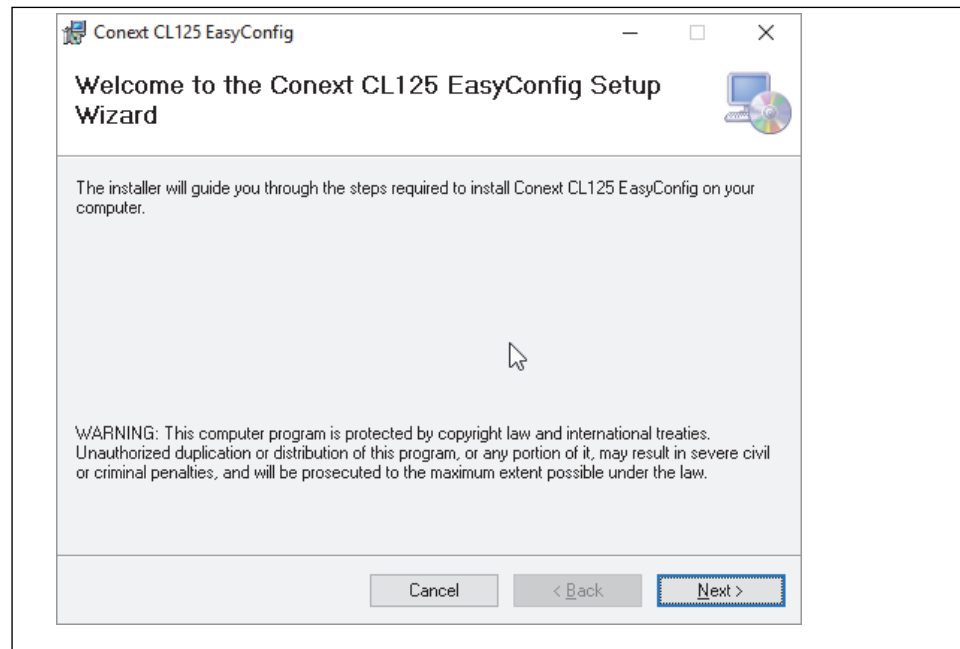 Conext CL125 EasyConfig
Welcome to the Conext CL125 EasyConfig Setup
Wizard
The installer will guide you through the steps required to install Conext CL125 EasyConfig on your
computer.
WARNING: This computer program is protected by copyright law and international treaties.
Unauthorized duplication or distribution of this program, or any portion of it, may result in severe civil
or criminal penalties, and will be prosecuted to the maximum extent possible under the law.
Cancel
< Back
Next >